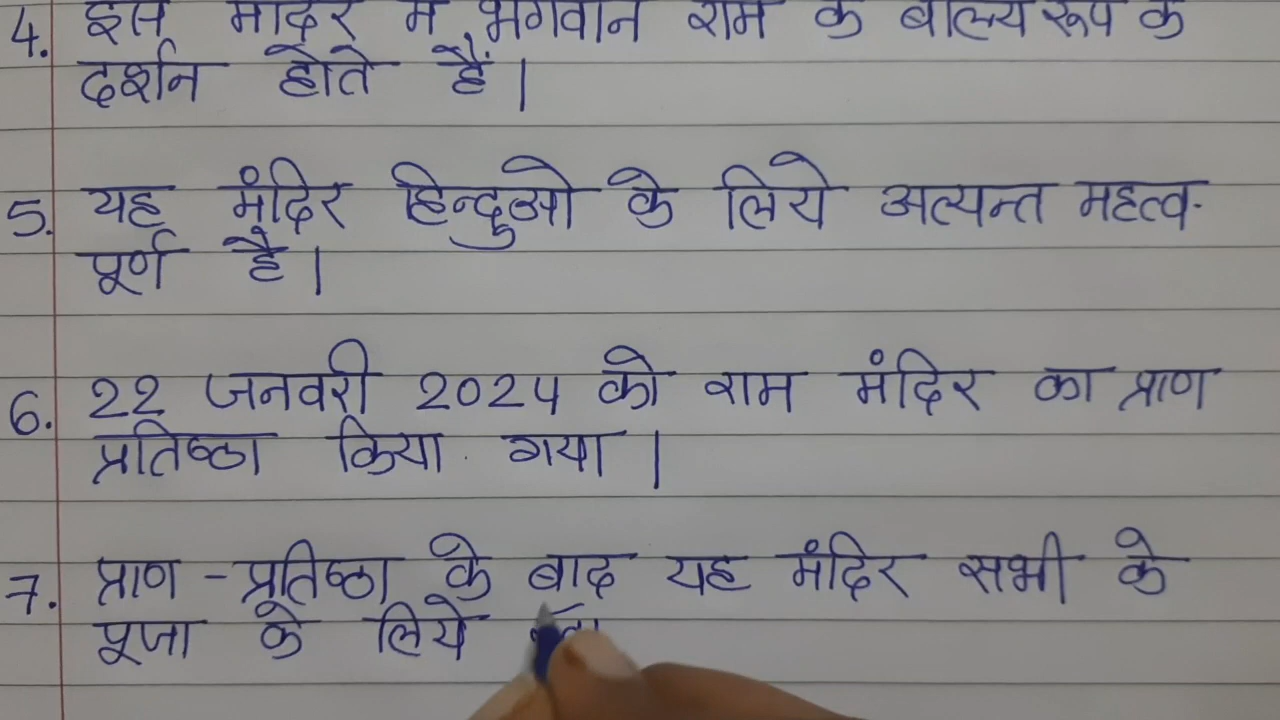 4. इस मंदिर में भगवान राम के बाल्य रूप के
दर्शन होते हैं।
5. यह मंदिर हिन्दुओ के लिये अत्यन्त महत्व-
पूर्ण है।
6. 22 जनवरी 2024 को राम मंदिर का प्राण
प्रतिष्ठा किया गया।
7. प्राण - प्रतिष्ठा के बाद यह मंदिर सभी के
पूजा के लिये